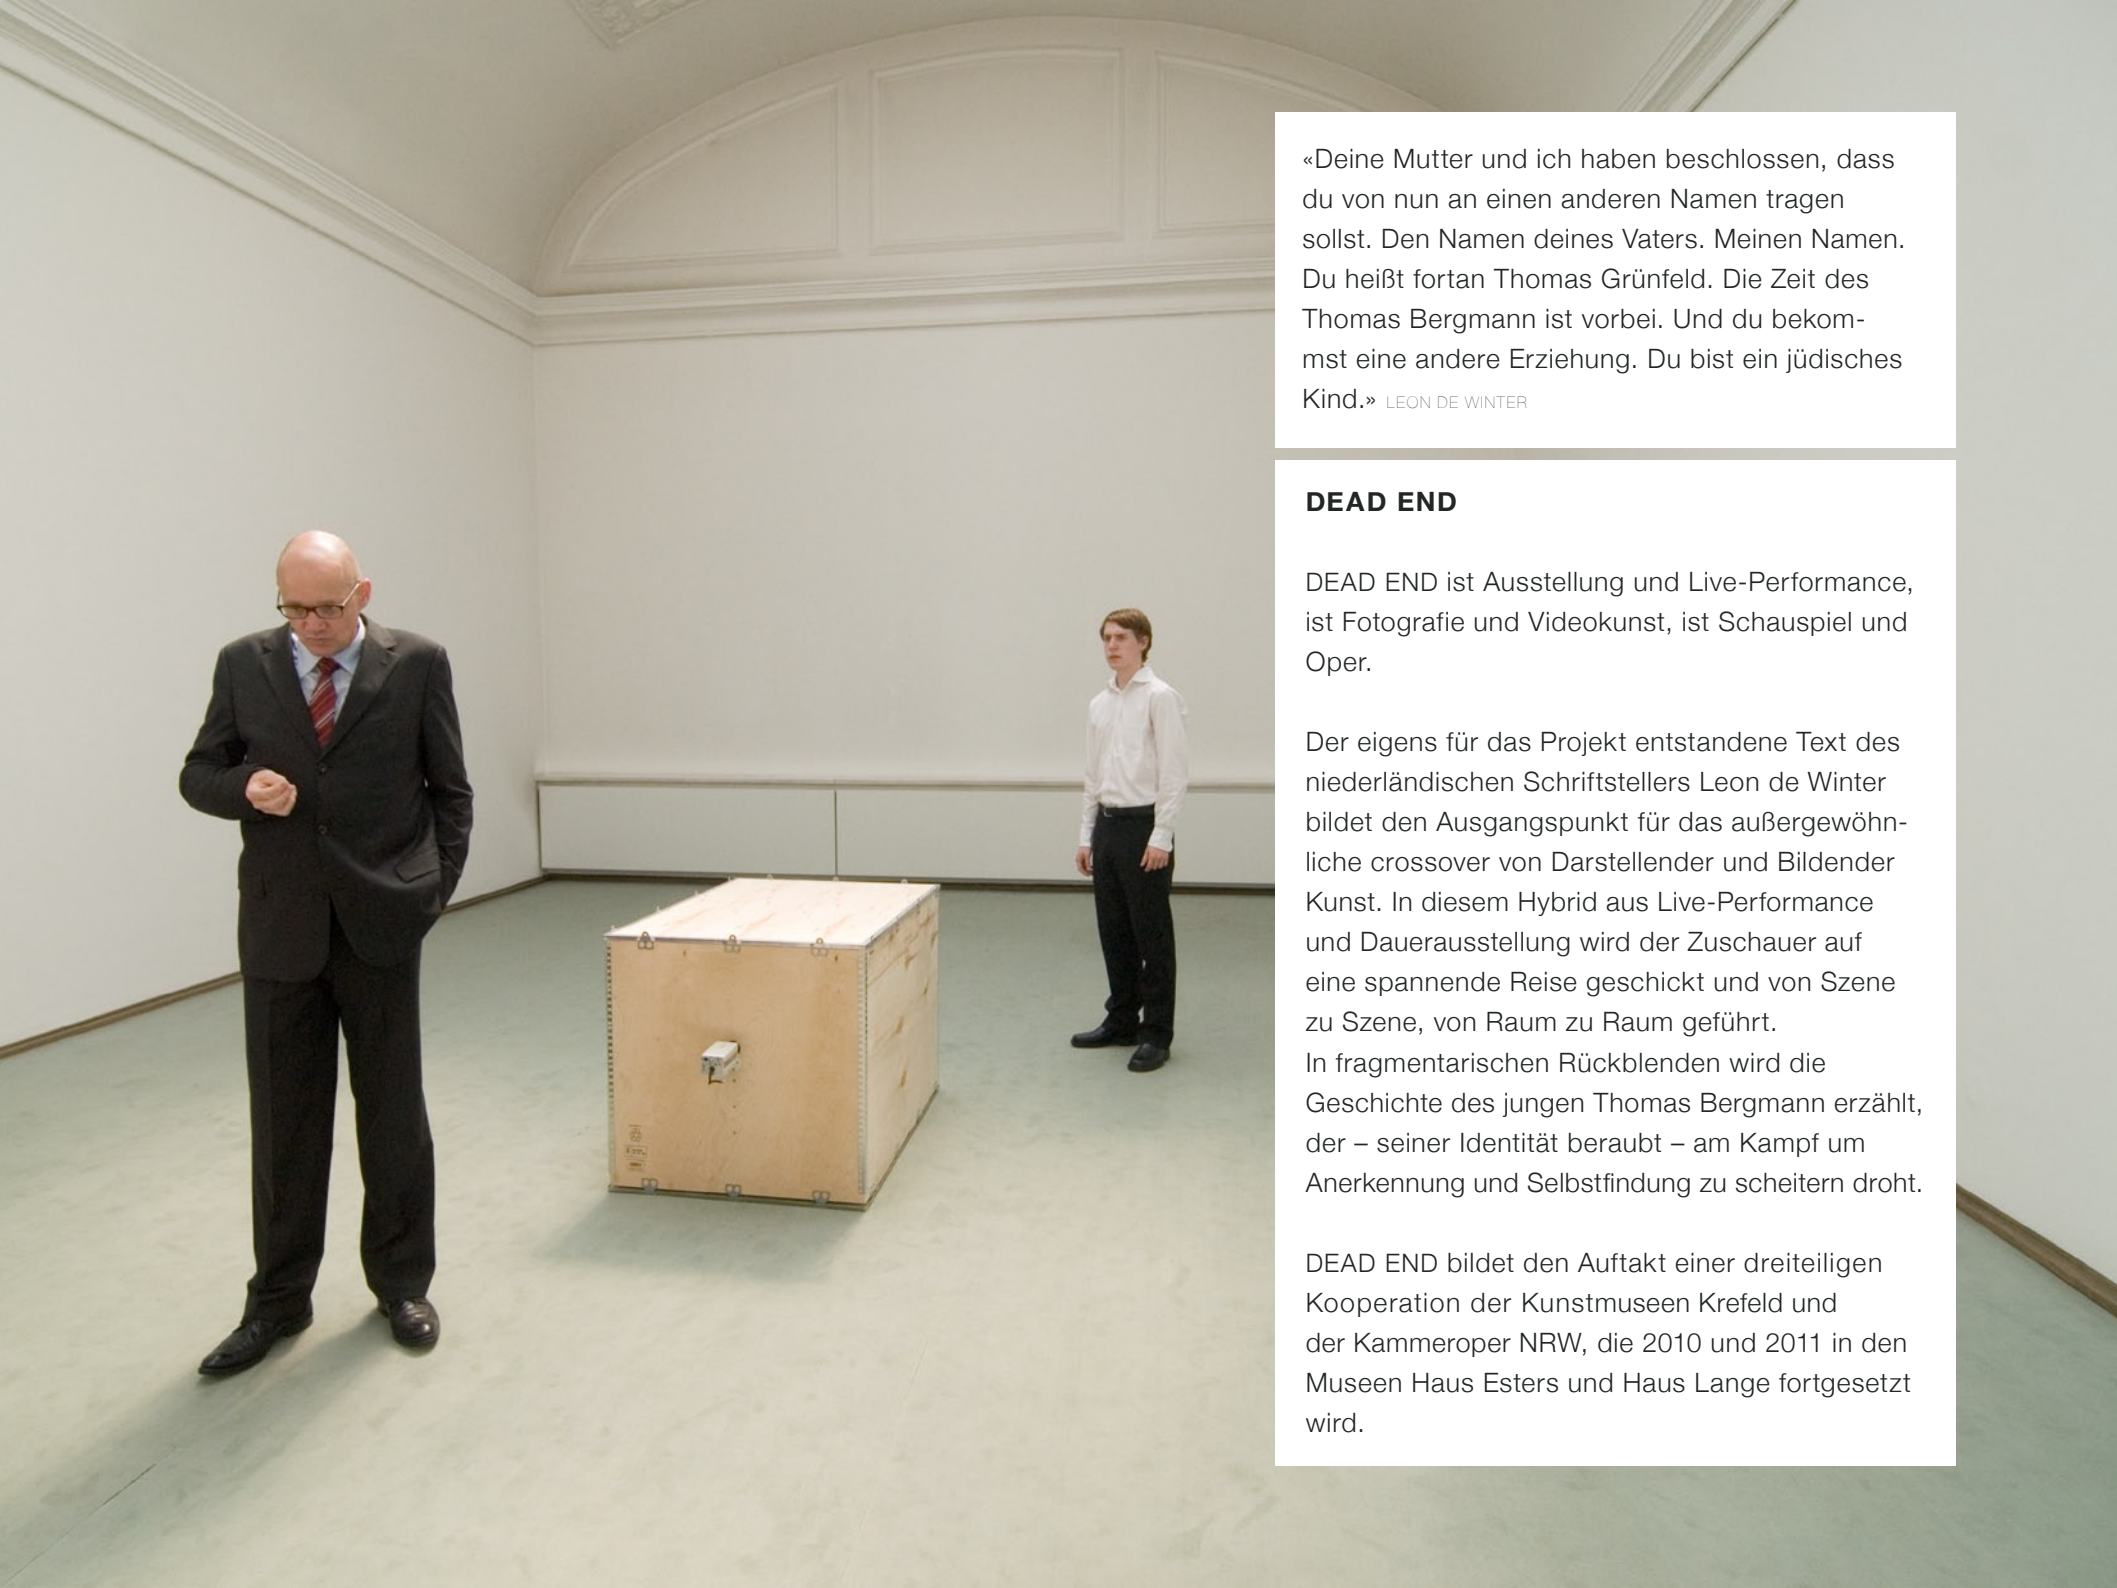 «Deine Mutter und ich haben beschlossen, dass
du von nun an einen anderen Namen tragen
sollst. Den Namen deines Vaters. Meinen Namen.
Du heißt fortan Thomas Grünfeld. Die Zeit des
Thomas Bergmann ist vorbei. Und du bekom-
mst eine andere Erziehung. Du bist ein jüdisches
Kind.» LEON DE WINTER
DEAD END
DEAD END ist Ausstellung und Live-Performance,
ist Fotografie und Videokunst, ist Schauspiel und
Oper.
Der eigens für das Projekt entstandene Text des
niederländischen Schriftstellers Leon de Winter
bildet den Ausgangspunkt für das außergewöhn-
liche crossover von Darstellender und Bildender
Kunst. In diesem Hybrid aus Live-Performance
und Dauerausstellung wird der Zuschauer auf
eine spannende Reise geschickt und von Szene
zu Szene, von Raum zu Raum geführt.
In fragmentarischen Rückblenden wird die
Geschichte des jungen Thomas Bergmann erzählt,
der – seiner Identität beraubt – am Kampf um
Anerkennung und Selbstfindung zu scheitern droht.
DEAD END bildet den Auftakt einer dreiteiligen
Kooperation der Kunstmuseen Krefeld und
der Kammeroper NRW, die 2010 und 2011 in den
Museen Haus Esters und Haus Lange fortgesetzt
wird.